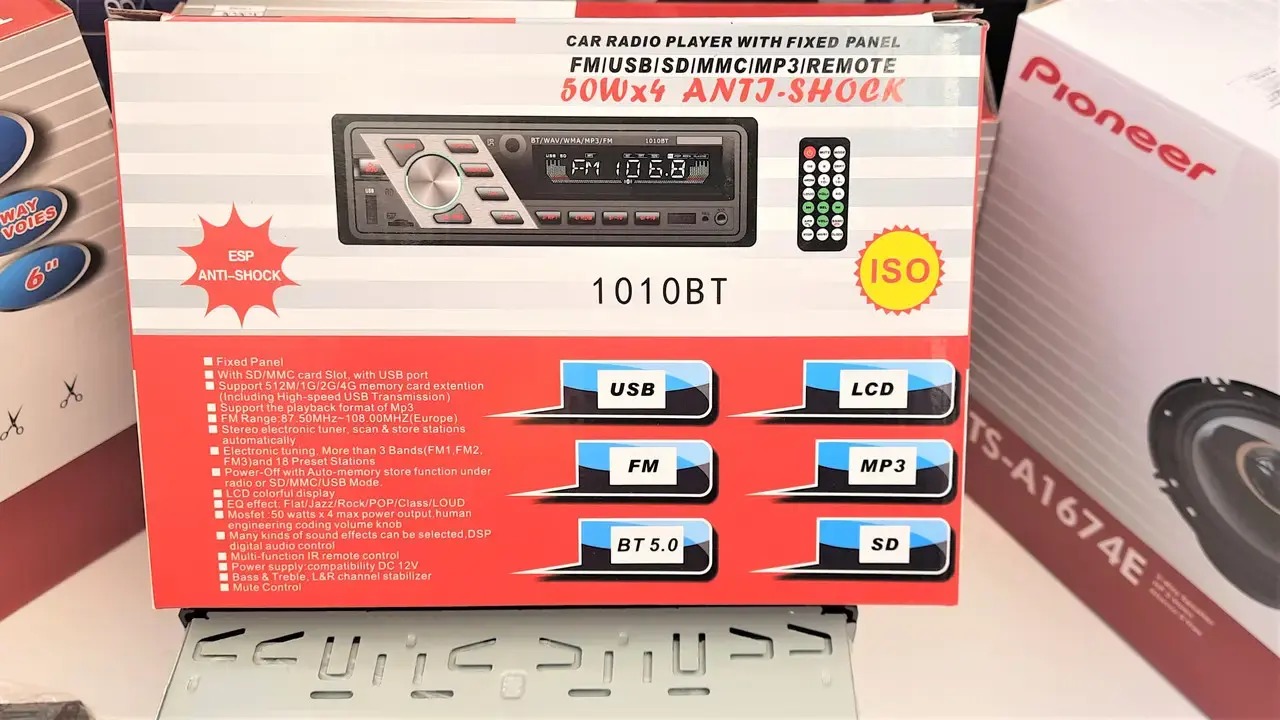 CAR RADIO PLAYER WITH FIXED PANEL
FM|USB|SD|MMC|MP3|REMOTE
50Wx4 ANTI-SHOCK
BT/WAV/WMA/MP3/FM
1010BT
USB SD
FM 106.8
USB
ESP
ANTI-SHOCK
1010BT
ISO
Fixed Panel
With SD/MMC card Slot, with USB port
Support 512M/1G/2G/4G memory card extention
(Including High-speed USB Transmission)
Support the playback format of Mp3
FM Range:87.50MHz~108.00MHZ(Europe)
Stereo electronic tuner, scan & store stations
automatically
Electronic tuning, More than 3 Bands(FM1,FM2,
FM3)and 18 Preset Stations
Power-Off with Auto-memory store function under
radio or SD/MMC/USB Mode.
LCD colorful display
EQ effect: Flat/Jazz/Rock/POP/Class/LOUD
Mosfet :50 watts x 4 max power output,human
engineering coding volume knob
Many kinds of sound effects can be selected,DSP
digital audio control
Multi-function IR remote control
Power supply:compatibility DC 12V
Bass & Treble, L&R channel stabilizer
Mute Control
USB
LCD
FM
MP3
BT 5.0
SD
WAY
VOIES
6"
Pioneer
TS-A1674E